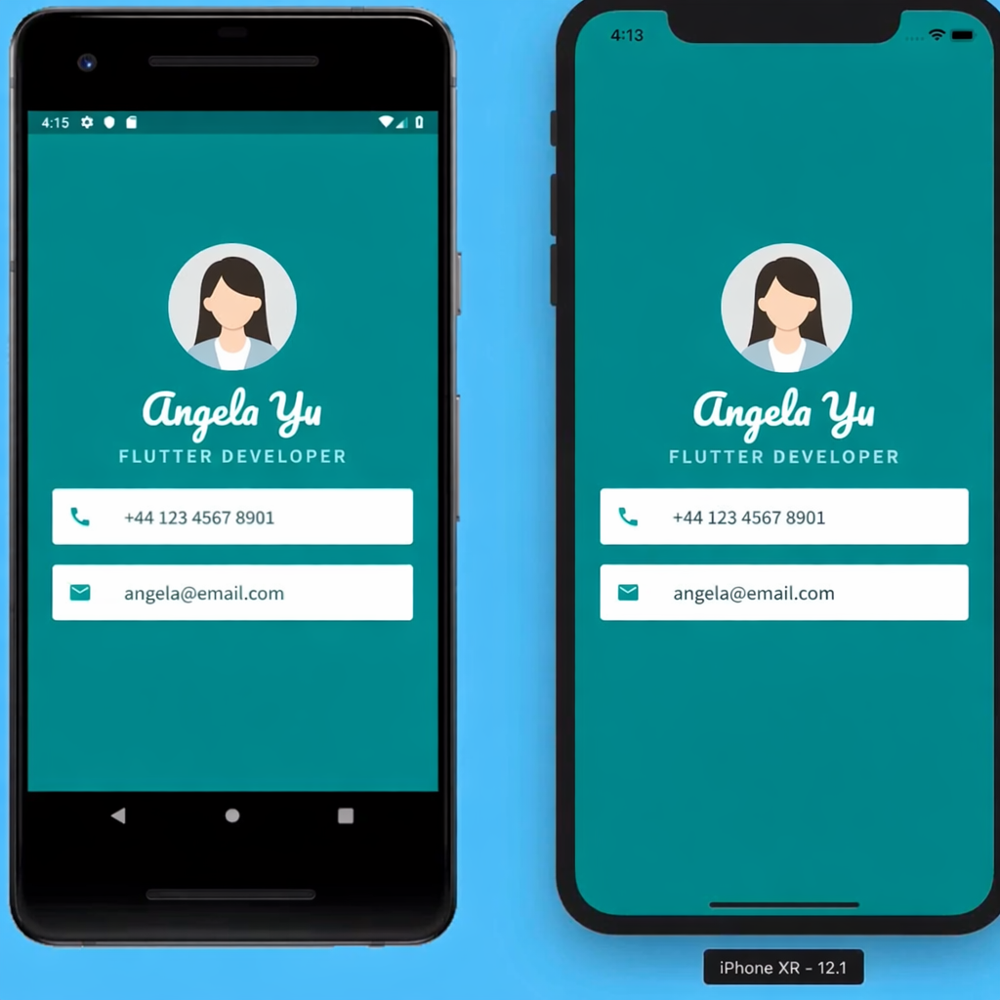 4:15
Angela Yu
FLUTTER DEVELOPER
+44 123 4567 8901
angela@email.com
4:13
Angela Yu
FLUTTER DEVELOPER
+44 123 4567 8901
angela@email.com
iPhone XR - 12.1